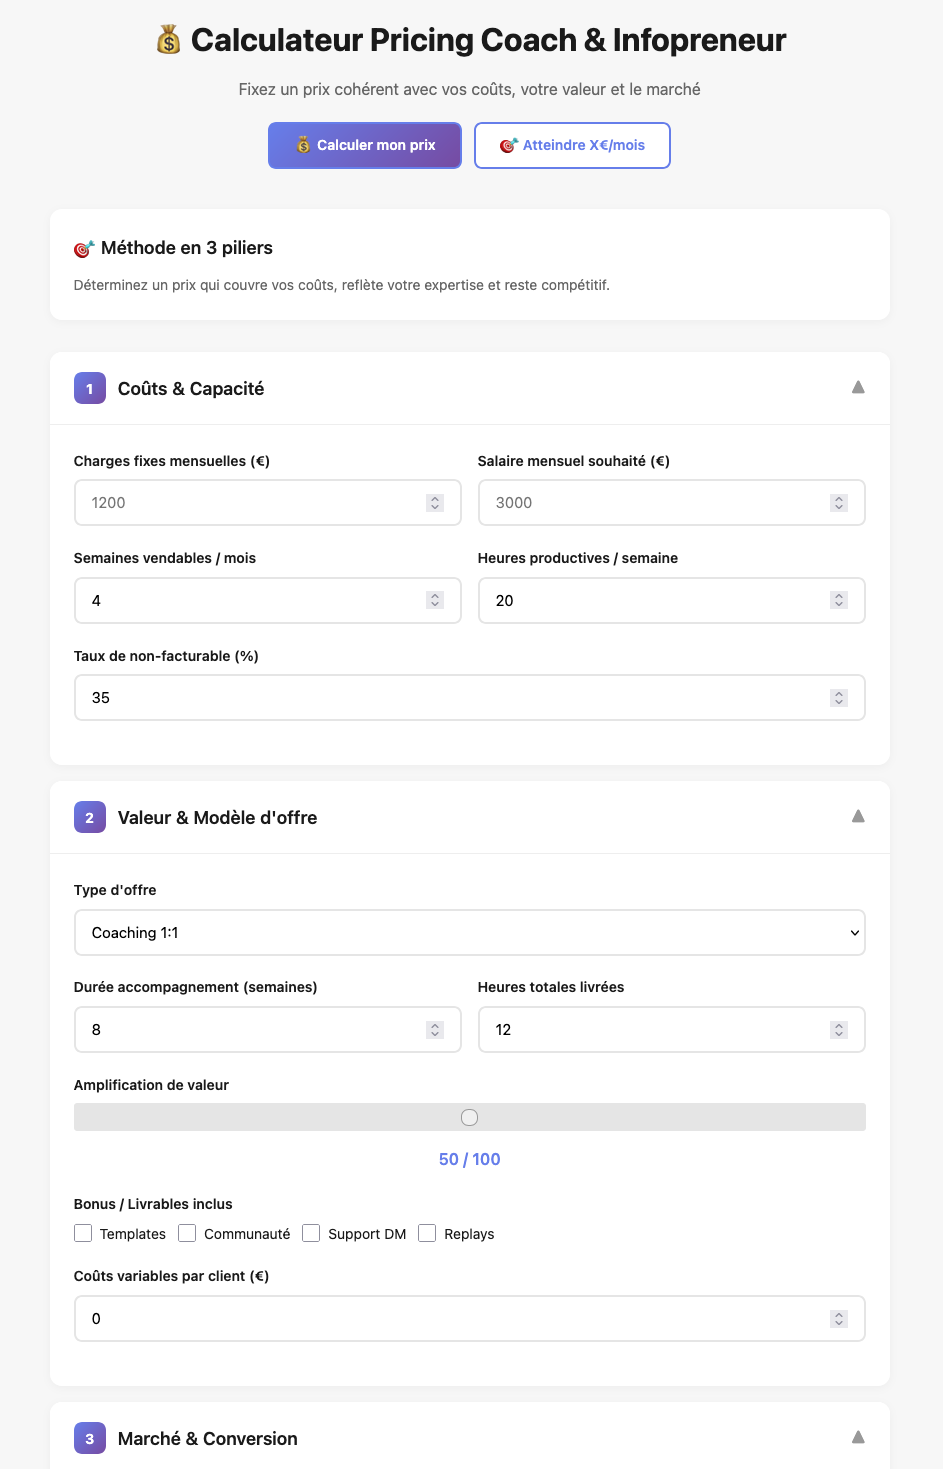 Calculateur Pricing Coach & Infopreneur
Fixez un prix cohérent avec vos coûts, votre valeur et le marché
Calculer mon prix
Atteindre X€/mois
Méthode en 3 piliers
Déterminez un prix qui couvre vos coûts, reflète votre expertise et reste compétitif.
1 Coûts & Capacité
Charges fixes mensuelles (€)
1200
Salaire mensuel souhaité (€)
3000
Semaines vendables / mois
4
Heures productives / semaine
20
Taux de non-facturable (%)
35
2 Valeur & Modèle d'offre
Type d'offre
Coaching 1:1
Durée accompagnement (semaines)
8
Heures totales livrées
12
Amplification de valeur
50 / 100
Bonus / Livrables inclus
Templates Communauté Support DM Replays
Coûts variables par client (€)
0
3 Marché & Conversion